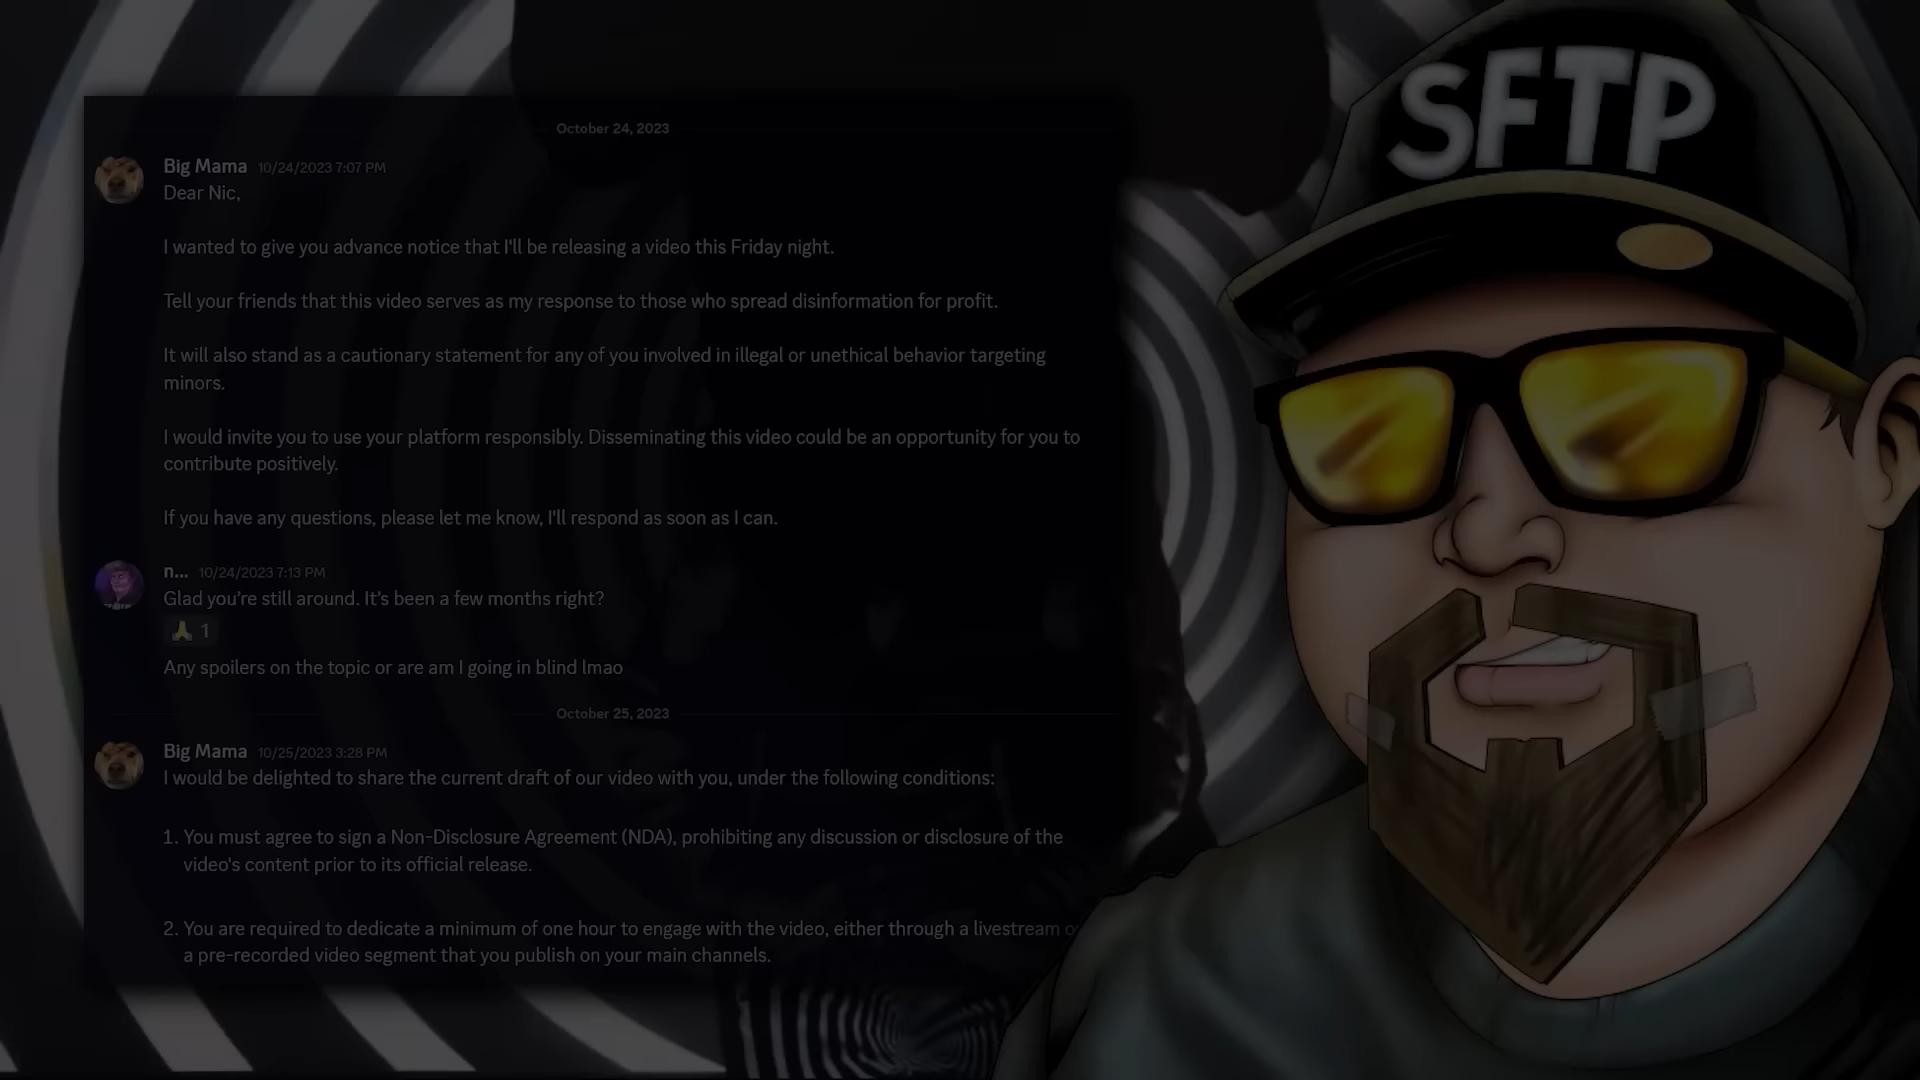 SFTP
October 24, 2023
Big Mama 10/24/2023 7:07 PM
Dear Nic,
I wanted to give you advance notice that I'll be releasing a video this Friday night.
Tell your friends that this video serves as my response to those who spread disinformation for profit.
It will also stand as a cautionary statement for any of you involved in illegal or unethical behavior targeting
minors.
I would invite you to use your platform responsibly. Disseminating this video could be an opportunity for you to
contribute positively.
If you have any questions, please let me know, I'll respond as soon as I can.
n... 10/24/2023 7:13 PM
Glad you're still around. It's been a few months right?
1
Any spoilers on the topic or are am I going in blind lmao
October 25, 2023
Big Mama 10/25/2023 3:28 PM
I would be delighted to share the current draft of our video with you, under the following conditions:
1. You must agree to sign a Non-Disclosure Agreement (NDA), prohibiting any discussion or disclosure of the
video's content prior to its official release.
2. You are required to dedicate a minimum of one hour to engage with the video, either through a livestream
a pre-recorded video segment that you publish on your main channels.